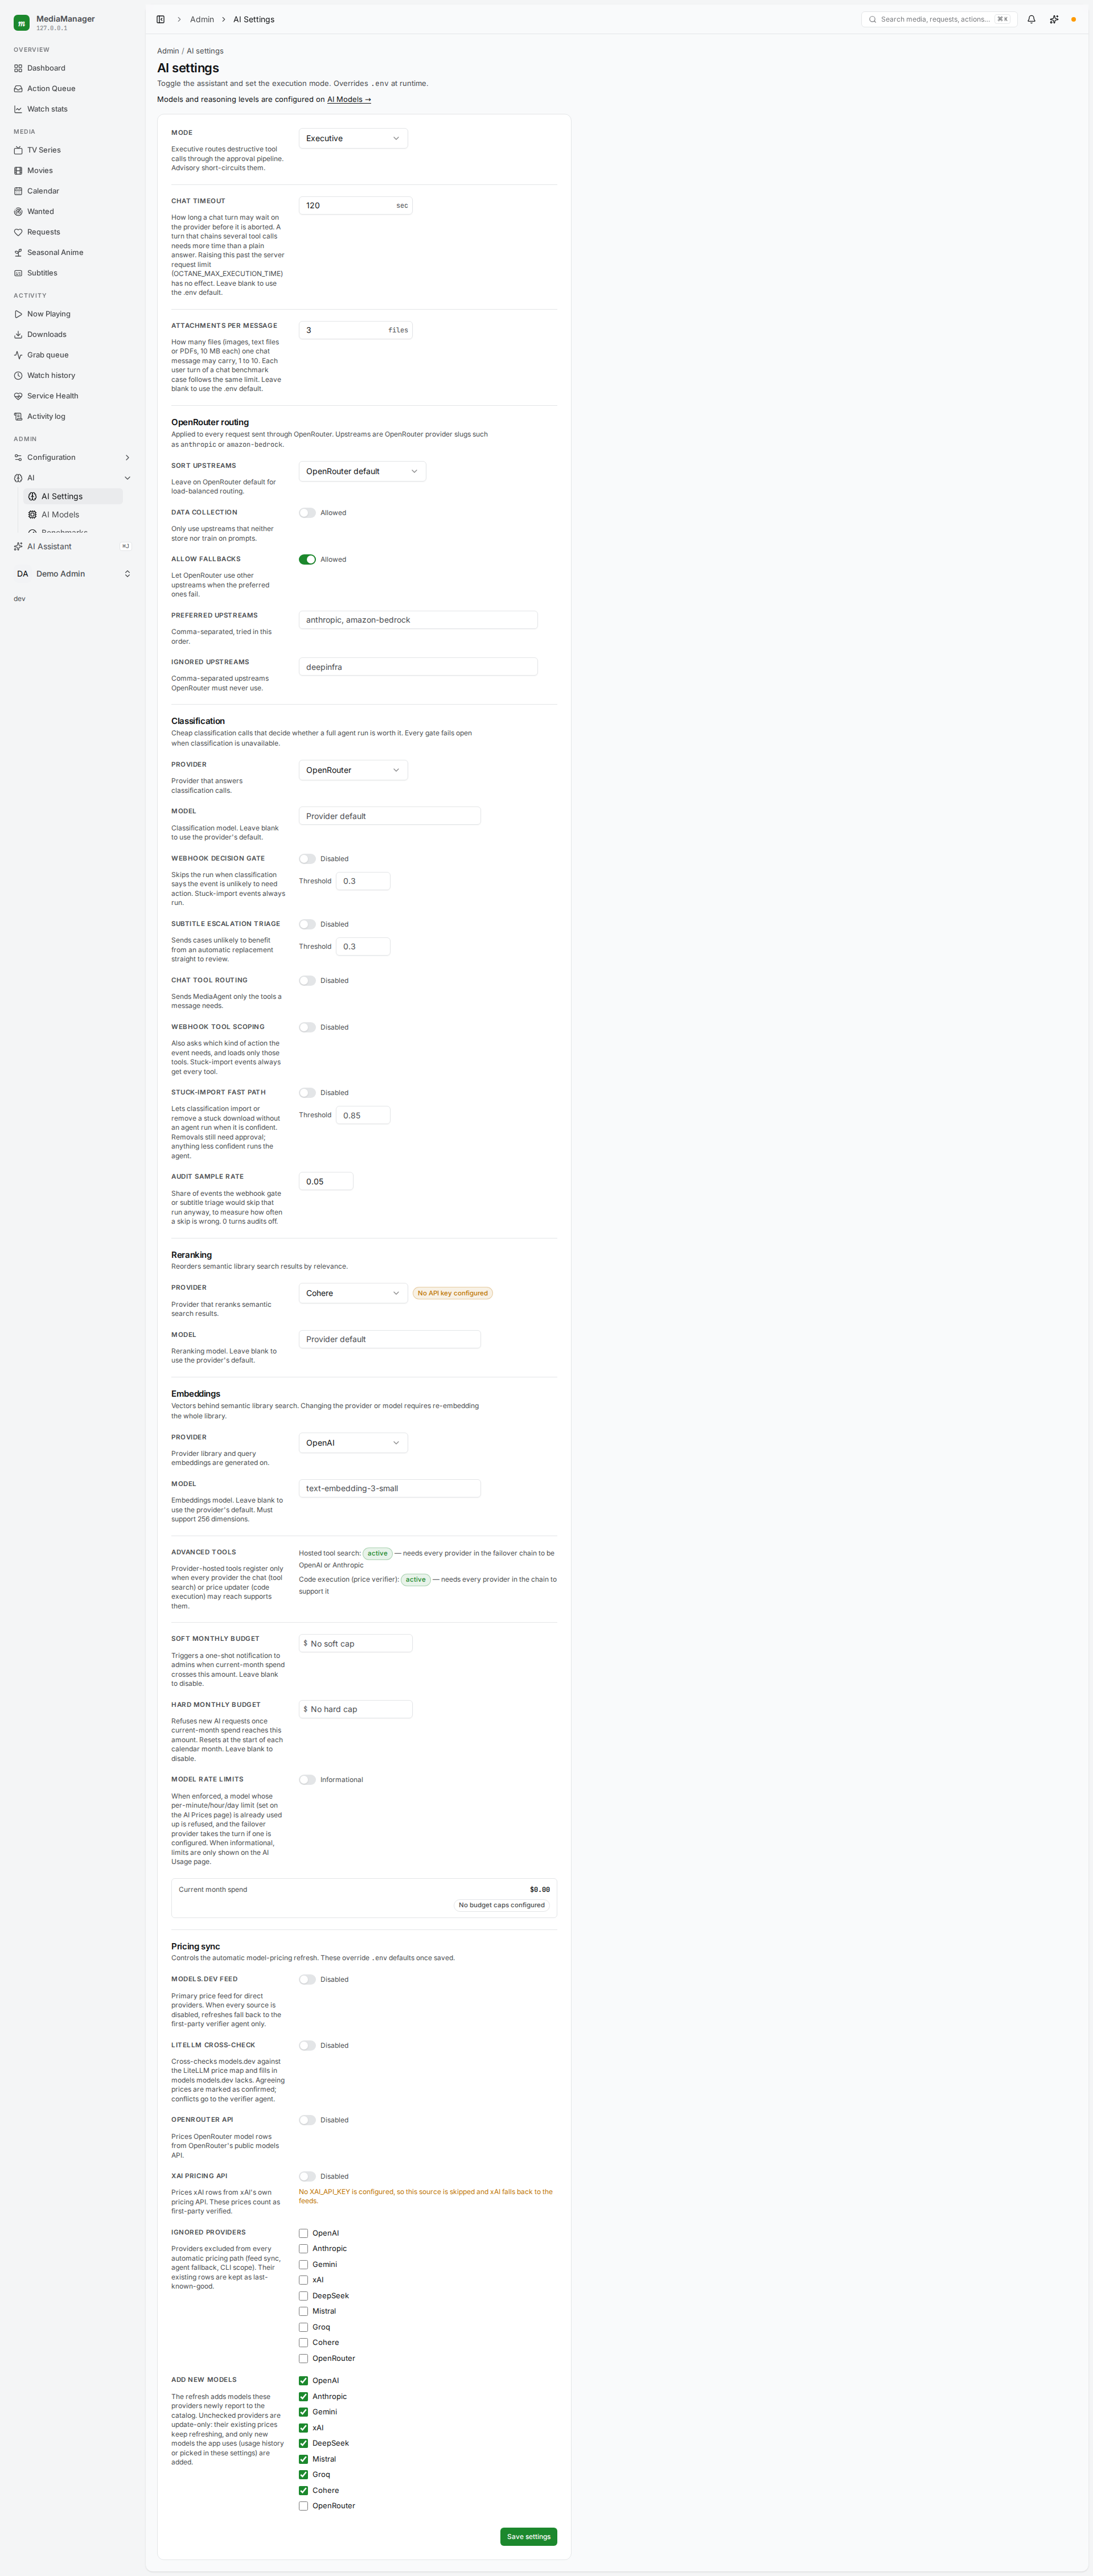 m
MediaManager
127.0.0.1
OVERVIEW
Dashboard
Action Queue
Watch stats
MEDIA
TV Series
Movies
Calendar
Wanted
Requests
Seasonal Anime
Subtitles
ACTIVITY
Now Playing
Downloads
Grab queue
Watch history
Service Health
Activity log
ADMIN
Configuration
AI
AI Settings
AI Models
Benchmarks
AI Assistant
⌘J
DA Demo Admin
dev
Admin > AI Settings
Search media, requests, actions... ⌘K
Admin / AI settings
AI settings
Toggle the assistant and set the execution mode. Overrides .env at runtime.
Models and reasoning levels are configured on AI Models →
MODE
Executive
Executive routes destructive tool
calls through the approval pipeline.
Advisory short-circuits them.
CHAT TIMEOUT
120 sec
How long a chat turn may wait on
the provider before it is aborted. A
turn that chains several tool calls
needs more time than a plain
answer. Raising this past the server
request limit
(OCTANE_MAX_EXECUTION_TIME)
has no effect. Leave blank to use
the .env default.
ATTACHMENTS PER MESSAGE
3 files
How many files (images, text files
or PDFs, 10 MB each) one chat
message may carry, 1 to 10. Each
user turn of a chat benchmark
case follows the same limit. Leave
blank to use the .env default.
OpenRouter routing
Applied to every request sent through OpenRouter. Upstreams are OpenRouter provider slugs such
as anthropic or amazon-bedrock.
SORT UPSTREAMS
OpenRouter default
Leave on OpenRouter default for
load-balanced routing.
DATA COLLECTION
Allowed
Only use upstreams that neither
store nor train on prompts.
ALLOW FALLBACKS
Allowed
Let OpenRouter use other
upstreams when the preferred
ones fail.
PREFERRED UPSTREAMS
anthropic, amazon-bedrock
Comma-separated, tried in this
order.
IGNORED UPSTREAMS
deepinfra
Comma-separated upstreams
OpenRouter must never use.
Classification
Cheap classification calls that decide whether a full agent run is worth it. Every gate fails open
when classification is unavailable.
PROVIDER
OpenRouter
Provider that answers
classification calls.
MODEL
Provider default
Classification model. Leave blank
to use the provider's default.
WEBHOOK DECISION GATE
Disabled
Skips the run when classification
says the event is unlikely to need
action. Stuck-import events always
run.
Threshold 0.3
SUBTITLE ESCALATION TRIAGE
Disabled
Sends cases unlikely to benefit
from an automatic replacement
straight to review.
Threshold 0.3
CHAT TOOL ROUTING
Disabled
Sends MediaAgent only the tools a
message needs.
WEBHOOK TOOL SCOPING
Disabled
Also asks which kind of action the
event needs, and loads only those
tools. Stuck-import events always
get every tool.
STUCK-IMPORT FAST PATH
Disabled
Lets classification import or
remove a stuck download without
an agent run when it is confident.
Removals still need approval;
anything less confident runs the
agent.
Threshold 0.85
AUDIT SAMPLE RATE
0.05
Share of events the webhook gate
or subtitle triage would skip that
run anyway, to measure how often
a skip is wrong. 0 turns audits off.
Reranking
Reorders semantic library search results by relevance.
PROVIDER
Cohere
No API key configured
Provider that reranks semantic
search results.
MODEL
Provider default
Reranking model. Leave blank to
use the provider's default.
Embeddings
Vectors behind semantic library search. Changing the provider or model requires re-embedding
the whole library.
PROVIDER
OpenAI
Provider library and query
embeddings are generated on.
MODEL
text-embedding-3-small
Embeddings model. Leave blank to
use the provider's default. Must
support 256 dimensions.
ADVANCED TOOLS
Provider-hosted tools register only
when every provider the chat (tool
search) or price updater (code
execution) may reach supports
them.
Hosted tool search: active — needs every provider in the failover chain to be
OpenAI or Anthropic
Code execution (price verifier): active — needs every provider in the chain to
support it
SOFT MONTHLY BUDGET
$ No soft cap
Triggers a one-shot notification to
admins when current-month spend
crosses this amount. Leave blank
to disable.
HARD MONTHLY BUDGET
$ No hard cap
Refuses new AI requests once
current-month spend reaches this
amount. Resets at the start of each
calendar month. Leave blank to
disable.
MODEL RATE LIMITS
Informational
When enforced, a model whose
per-minute/hour/day limit (set on
the AI Prices page) is already used
up is refused, and the failover
provider takes the turn if one is
configured. When informational,
limits are only shown on the AI
Usage page.
Current month spend $0.00
No budget caps configured
Pricing sync
Controls the automatic model-pricing refresh. These override .env defaults once saved.
MODELS.DEV FEED
Disabled
Primary price feed for direct
providers. When every source is
disabled, refreshes fall back to the
first-party verifier agent only.
LITELLM CROSS-CHECK
Disabled
Cross-checks models.dev against
the LiteLLM price map and fills in
models models.dev lacks. Agreeing
prices are marked as confirmed;
conflicts go to the verifier agent.
OPENROUTER API
Disabled
Prices OpenRouter model rows
from OpenRouter's public models
API.
XAI PRICING API
Disabled
Prices xAI rows from xAI's own
pricing API. These prices count as
first-party verified.
No XAI_API_KEY is configured, so this source is skipped and xAI falls back to the
feeds.
IGNORED PROVIDERS
Providers excluded from every
automatic pricing path (feed sync,
agent fallback, CLI scope). Their
existing rows are kept as last-
known-good.
OpenAI
Anthropic
Gemini
xAI
DeepSeek
Mistral
Groq
Cohere
OpenRouter
ADD NEW MODELS
The refresh adds models these
providers newly report to the
catalog. Unchecked providers are
update-only: their existing prices
keep refreshing, and only new
models the app uses (usage history
or picked in these settings) are
added.
OpenAI
Anthropic
Gemini
xAI
DeepSeek
Mistral
Groq
Cohere
OpenRouter
Save settings